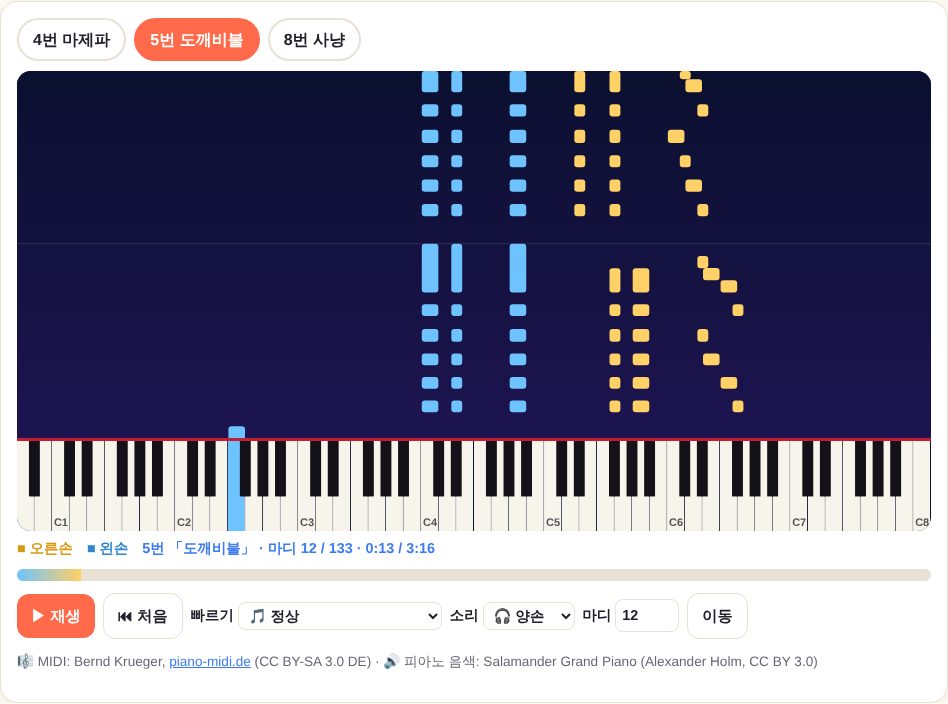 4번 마제파 5번 도깨비불 8번 사냥
C1 C2 C3 C4 C5 C6 C7 C8
■ 오른손 ■ 왼손 5번 「도깨비불」 · 마디 12 / 133 · 0:13 / 3:16
▶ 재생 ⏮ 처음 빠르기 🎵 정상 소리 🎧 양손 마디 12 이동
🎼 MIDI: Bernd Krueger, piano-midi.de (CC BY-SA 3.0 DE) · 🔊 피아노 음색: Salamander Grand Piano (Alexander Holm, CC BY 3.0)